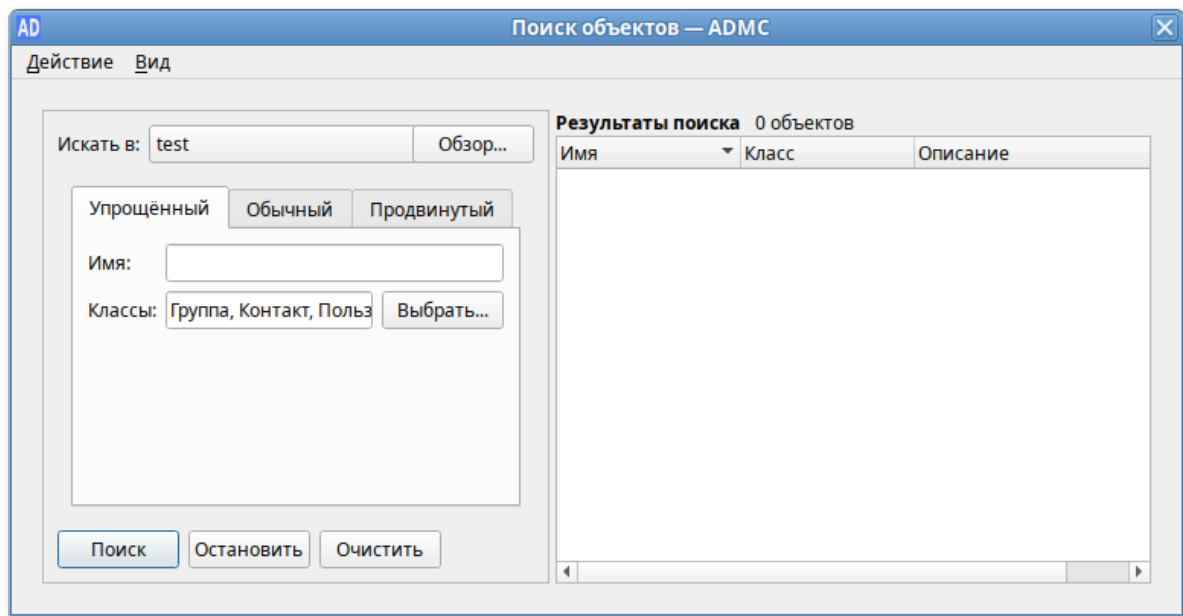 AD Поиск объектов — ADMC
Действие Вид
Искать в: test Обзор...
Упрощённый Обычный Продвинутый
Имя:
Классы: Группа, Контакт, Польз Выбрать...
Поиск Остановить Очистить
Результаты поиска 0 объектов
Имя Класс Описание